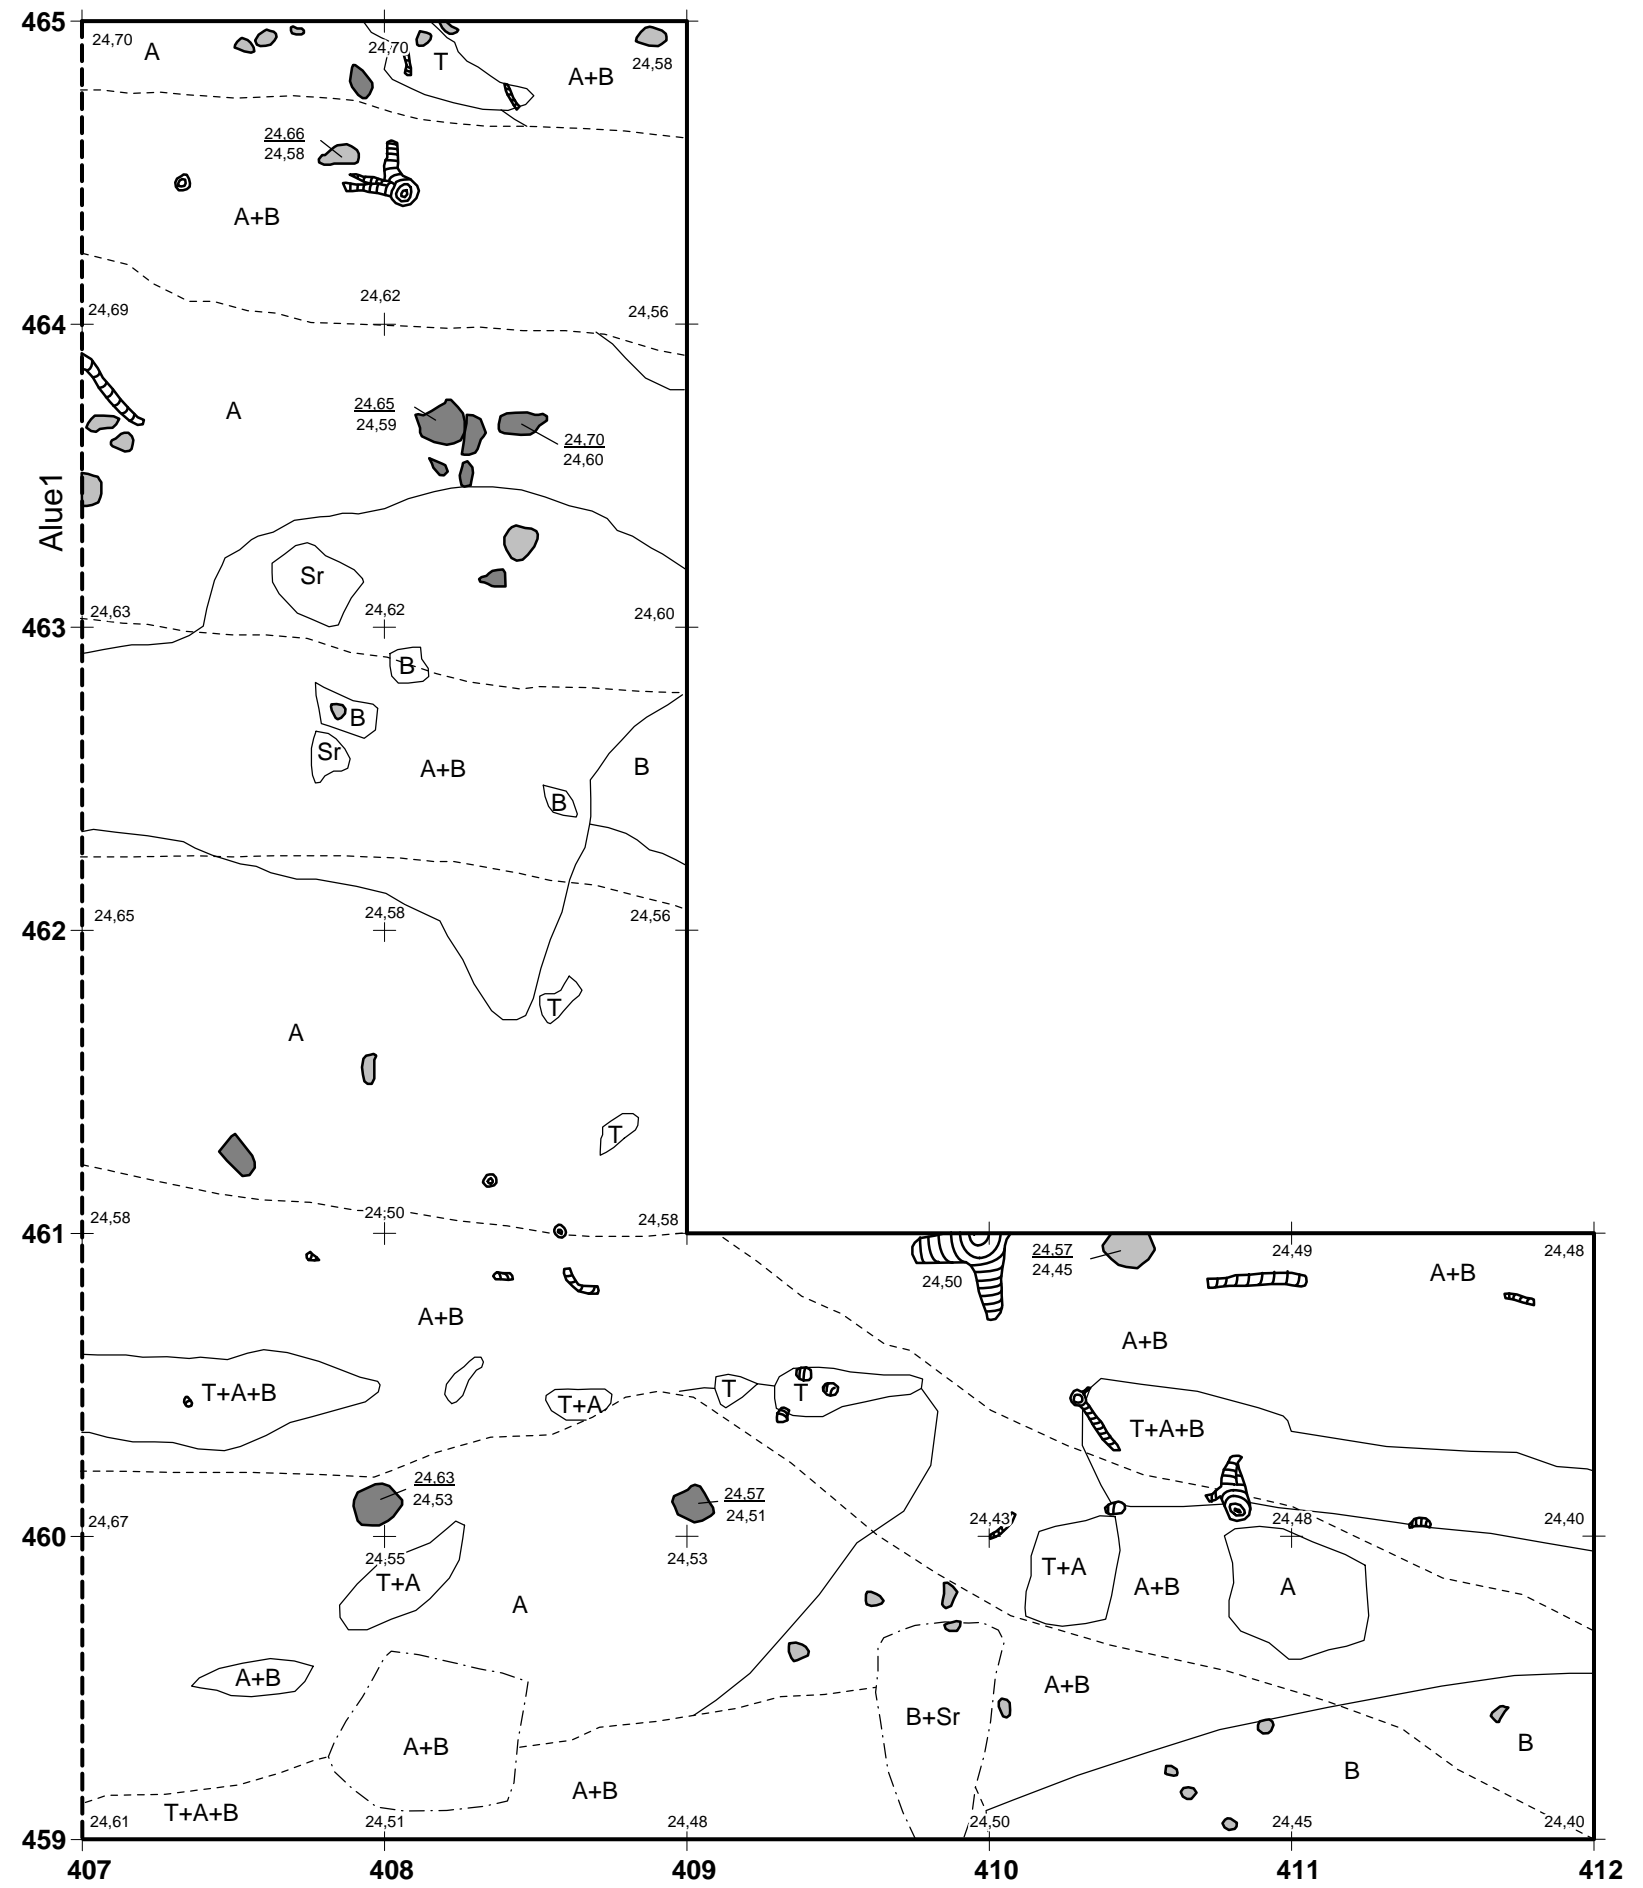 465
24,70
A
24,70
T
A+B
24,58
24,66
24,58
A+B
24,69
24,62
24,56
464
A
24,65
24,59
24,70
24,60
Alue1
Sr
24,63
24,62
24,60
463
B
B
Sr
A+B
B
B
24,65
24,58
24,56
462
T
A
T
24,58
24,50
24,58
461
24,50
24,57
24,45
24,49
A+B
24,48
A+B
A+B
T+A+B
T+A
T
T
T+A+B
24,63
24,53
24,57
24,51
24,67
24,43
24,48
24,40
460
24,55
24,53
T+A
T+A
A+B
A
A
A+B
A+B
B+Sr
A+B
B
B
A+B
T+A+B
24,61
24,51
24,48
24,50
24,45
24,40
459
407
408
409
410
411
412